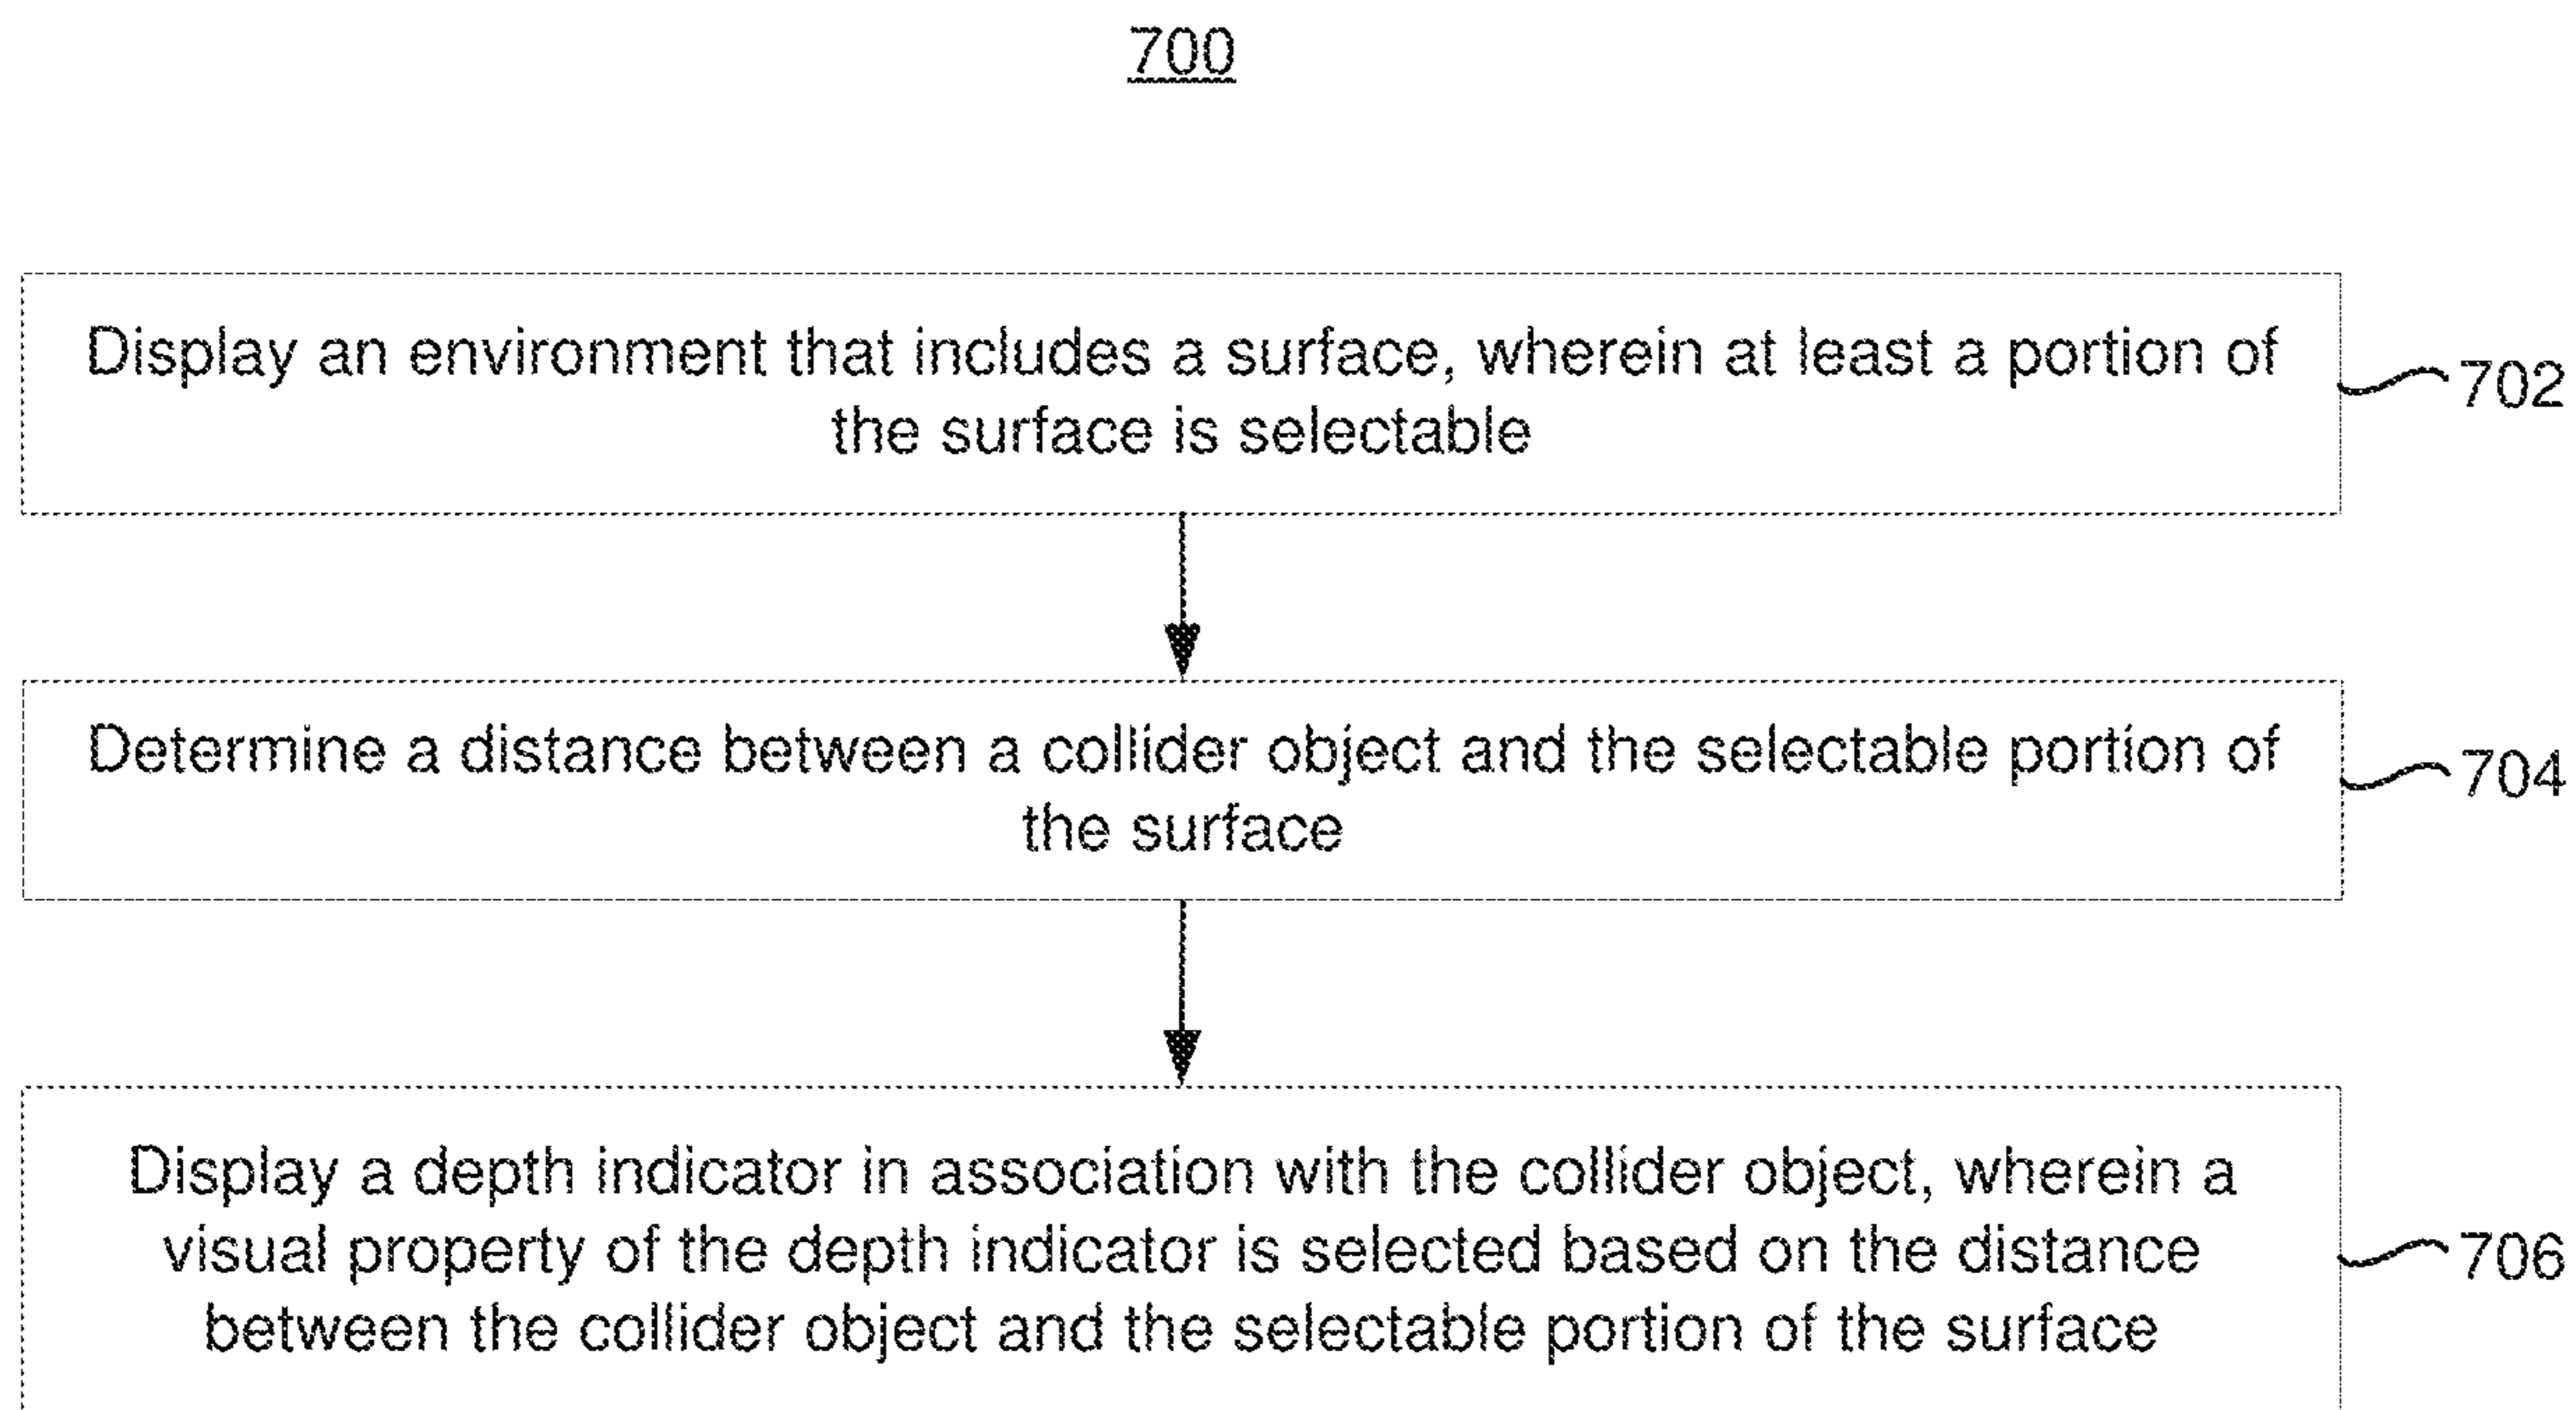 700
Display an environment that includes a surface, wherein at least a portion of
the surface is selectable
702
Determine a distance between a collider object and the selectable portion of
the surface
704
Display a depth indicator in association with the collider object, wherein a
visual property of the depth indicator is selected based on the distance
between the collider object and the selectable portion of the surface
706